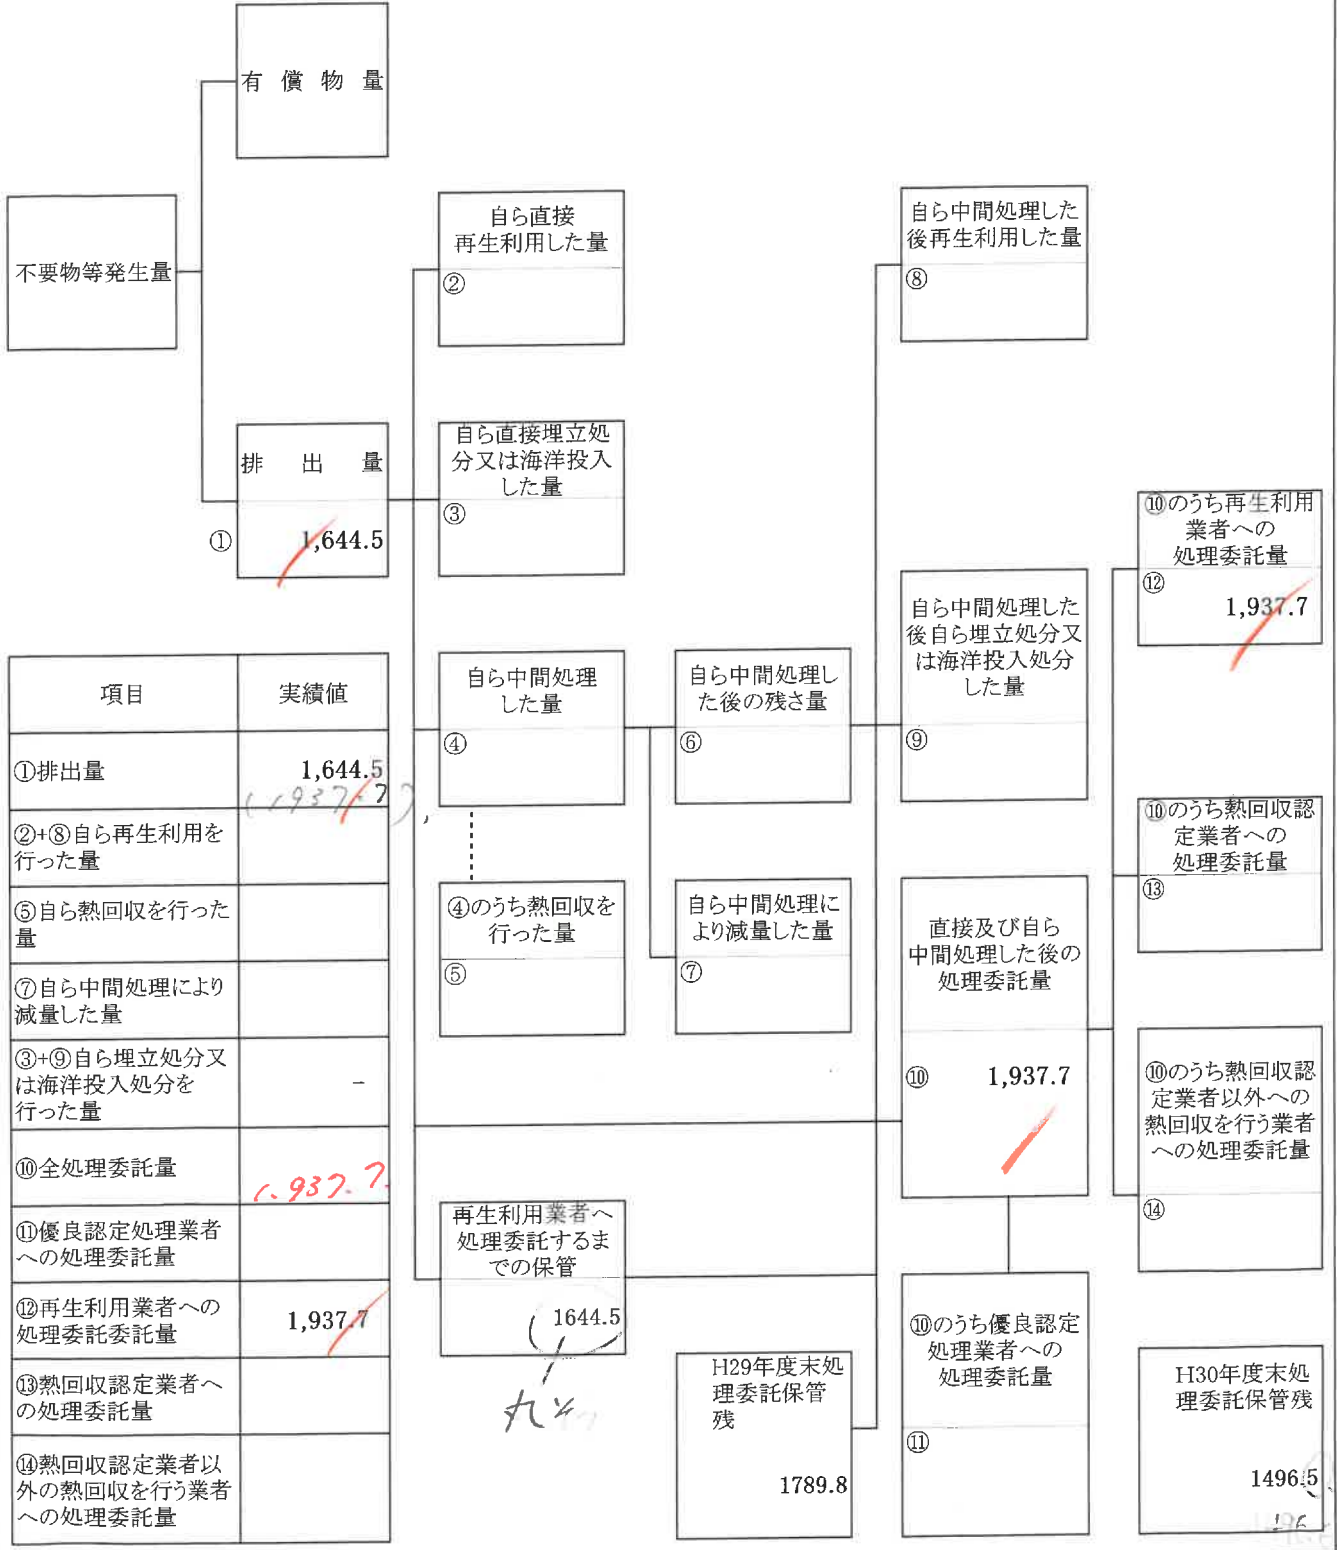 有償物量
不要物等発生量
排出量
①
1,644.5
自ら直接
再生利用した量
②
自ら直接埋立処
分又は海洋投入
した量
③
自ら中間処理
した量
④
④のうち熱回収を
行った量
⑤
自ら中間処理し
た後の残さ量
⑥
自ら中間処理に
より減量した量
⑦
自ら中間処理した
後再生利用した量
⑧
自ら中間処理した
後自ら埋立処分又
は海洋投入処分
した量
⑨
直接及び自ら
中間処理した後の
処理委託量
⑩
1,937.7
⑩のうち優良認定
処理業者への
処理委託量
⑪
⑩のうち再生利用
業者への
処理委託量
⑫
1,937.7
⑩のうち熱回収認
定業者への
処理委託量
⑬
⑩のうち熱回収認
定業者以外への
熱回収を行う業者
への処理委託量
⑭
再生利用業者へ
処理委託するま
での保管
1644.5
H29年度末処
理委託保管
残
1789.8
H30年度末処
理委託保管残
1496.5
項目
実績値
①排出量
1,644.5
(1.937.7)
②+⑧自ら再生利用を
行った量
⑤自ら熱回収を行った
量
⑦自ら中間処理により
減量した量
③+⑨自ら埋立処分又
は海洋投入処分を
行った量
−
⑩全処理委託量
1.937.7
⑪優良認定処理業者
への処理委託量
⑫再生利用業者への
処理委託委託量
1,937.7
⑬熱回収認定業者へ
の処理委託量
⑭熱回収認定業者以
外の熱回収を行う業者
への処理委託量